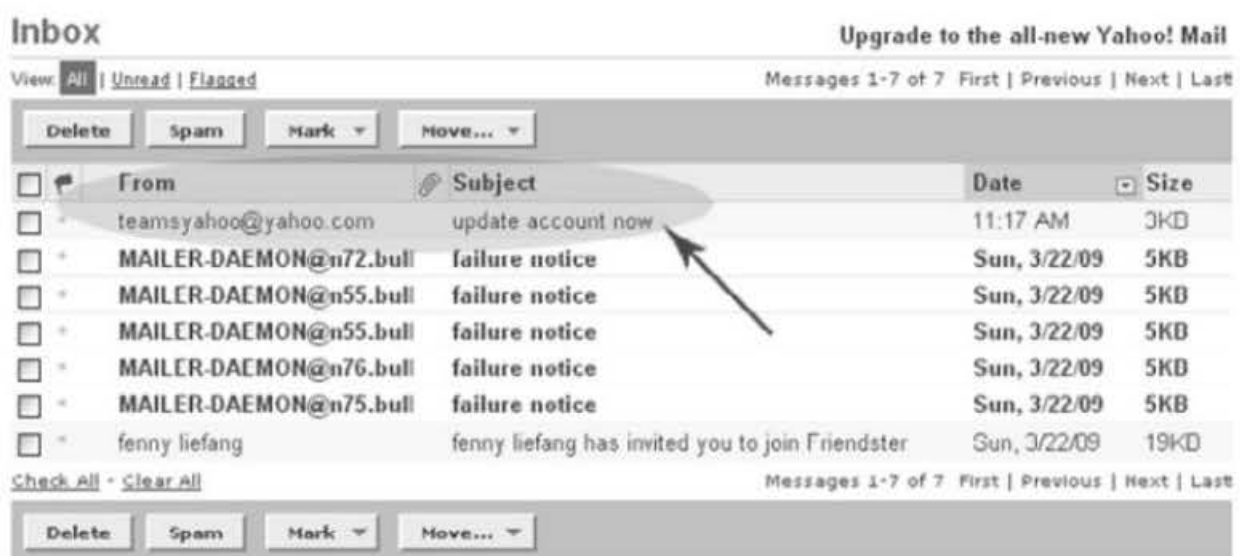 Inbox
Upgrade to the all-new Yahoo! Mail
View: All | Unread | Flagged
Messages 1-7 of 7 First | Previous | Next | Last
Delete Spam Mark Move...
From Subject Date Size
teamsyahoo@yahoo.com update account now 11:17 AM 3KB
MAILER-DAEMON@n72.bull failure notice Sun, 3/22/09 5KB
MAILER-DAEMON@n55.bull failure notice Sun, 3/22/09 5KB
MAILER-DAEMON@n55.bull failure notice Sun, 3/22/09 5KB
MAILER-DAEMON@n76.bull failure notice Sun, 3/22/09 5KB
MAILER-DAEMON@n75.bull failure notice Sun, 3/22/09 5KB
fenny liefang fenny liefang has invited you to join Friendster Sun, 3/22/09 19KB
Check All - Clear All
Messages 1-7 of 7 First | Previous | Next | Last
Delete Spam Mark Move...